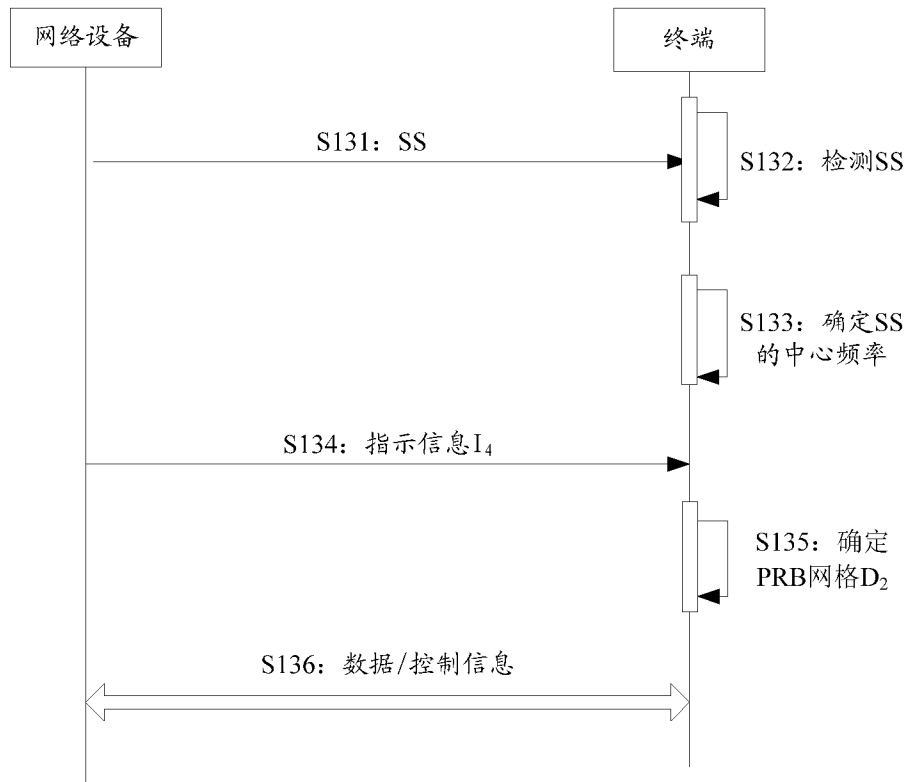 网络设备
终端
S131：SS
S132：检测SS
S133：确定SS
的中心频率
S134：指示信息I₄
S135：确定
PRB网格D₂
S136：数据/控制信息